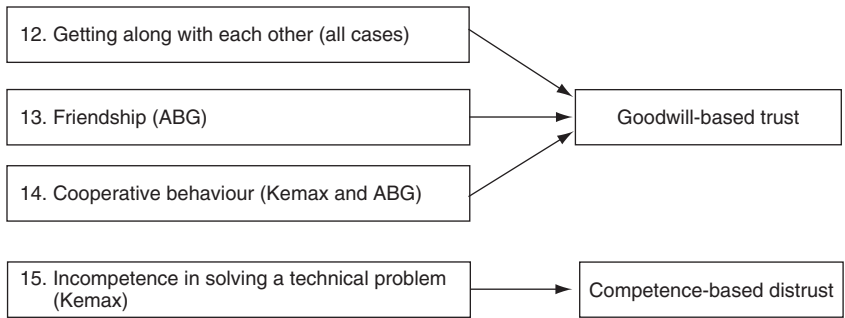 12. Getting along with each other (all cases)
13. Friendship (ABG)
Goodwill-based trust
14. Cooperative behaviour (Kemax and ABG)
15. Incompetence in solving a technical problem
(Kemax)
Competence-based distrust